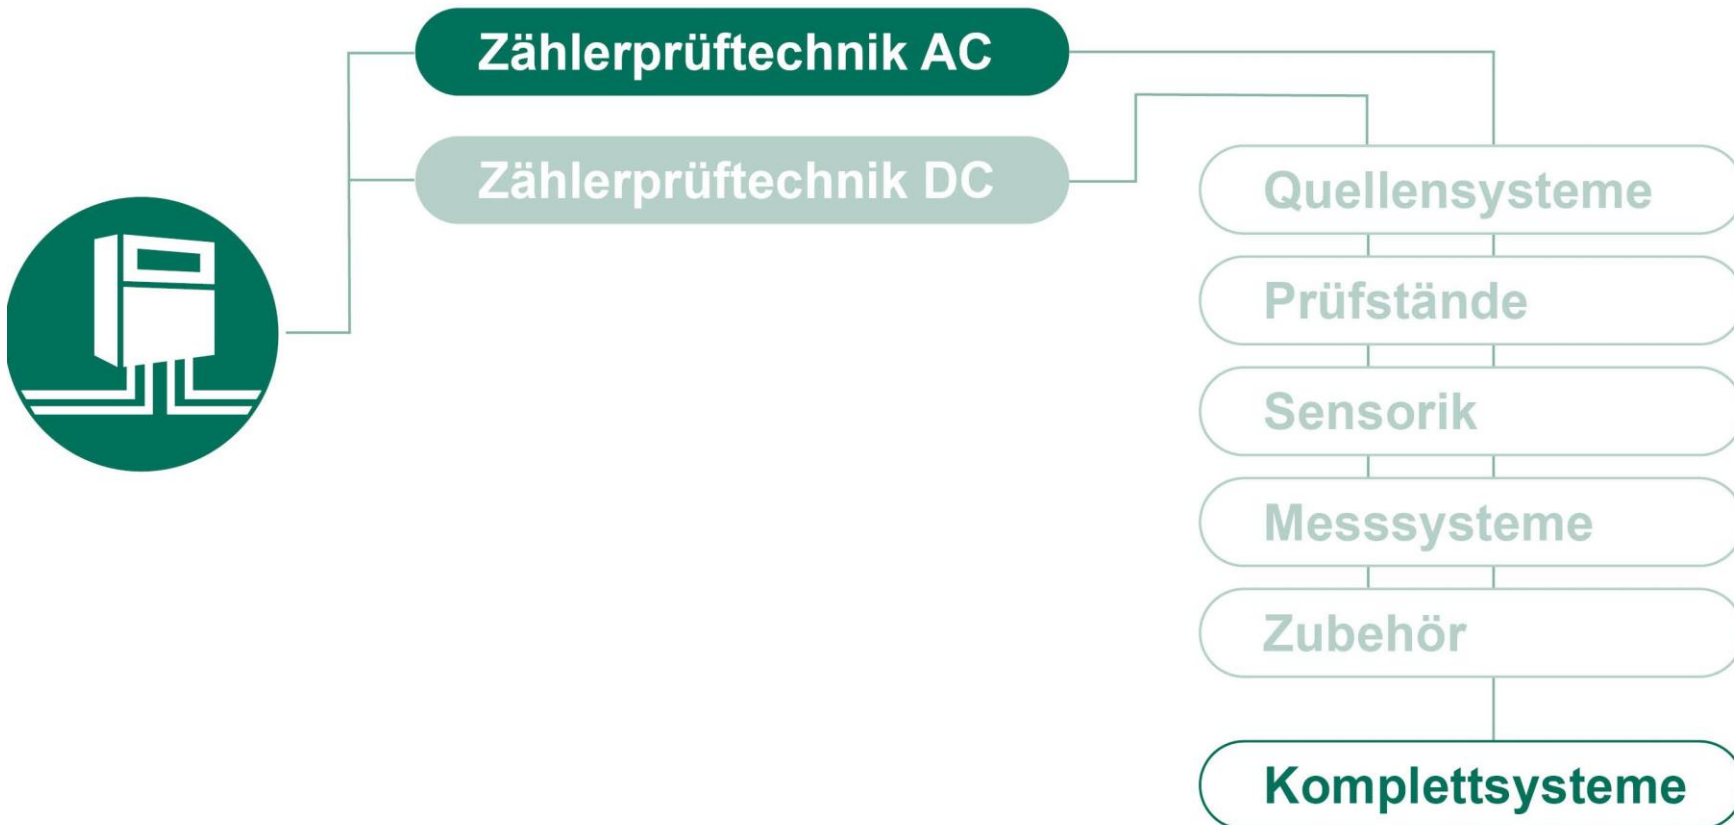 Zählerprüftechnik AC
Zählerprüftechnik DC
Quellensysteme
Prüfstände
Sensorik
Messsysteme
Zubehör
Komplettsysteme